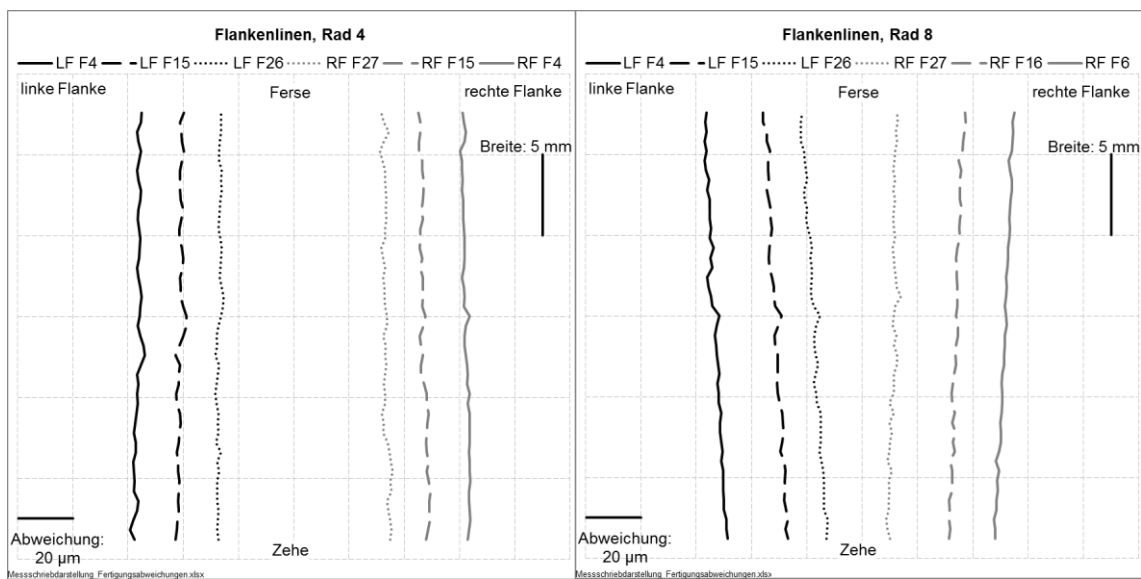 Flankenlinen, Rad 4
LF F4 LF F15 LF F26 RF F27 RF F15 RF F4
linke Flanke Ferse rechte Flanke
Breite: 5 mm
Abweichung:
20 µm
Zehe
Messschriebdarstellung_Fertigungsabweichungen.xlsx
Flankenlinen, Rad 8
LF F4 LF F15 LF F26 RF F27 RF F16 RF F6
linke Flanke Ferse rechte Flanke
Breite: 5 mm
Abweichung:
20 µm
Zehe
Messschriebdarstellung_Fertigungsabweichungen.xlsx